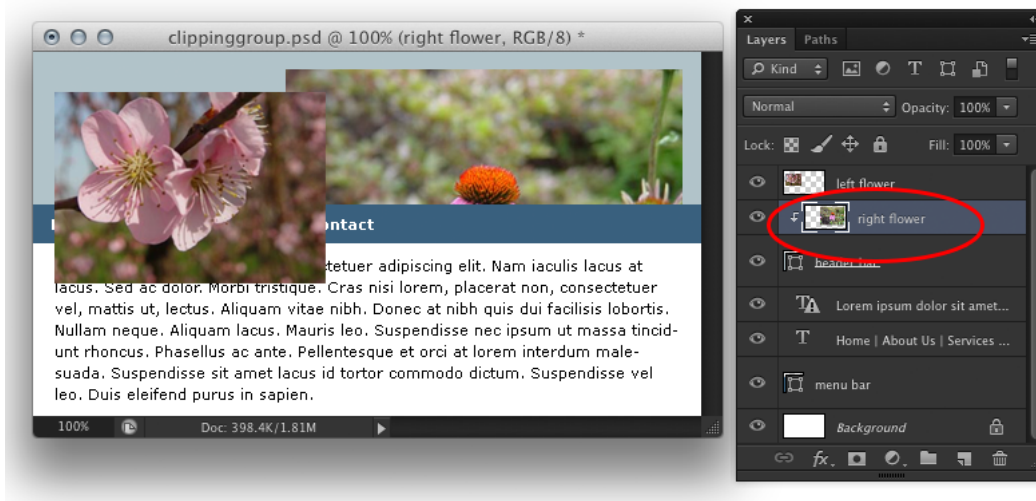 clippinggroup.psd @ 100% (right flower, RGB/8) *
ontact
tetuer adipiscing elit. Nam iaculis lacus at
lacus. Sed ac dolor. Morbi tristique. Cras nisi lorem, placerat non, consectetuer
vel, mattis ut, lectus. Aliquam vitae nibh. Donec at nibh quis dui facilisis lobortis.
Nullam neque. Aliquam lacus. Mauris leo. Suspendisse nec ipsum ut massa tincid-
unt rhoncus. Phasellus ac ante. Pellentesque et orci at lorem interdum male-
suada. Suspendisse sit amet lacus id tortor commodo dictum. Suspendisse vel
leo. Duis eleifend purus in sapien.
100% Doc: 398.4K/1.81M
Layers Paths
Kind
Normal Opacity: 100%
Lock: Fill: 100%
left flower
right flower
header bar
Lorem ipsum dolor sit amet...
Home | About Us | Services ...
menu bar
Background
fx.